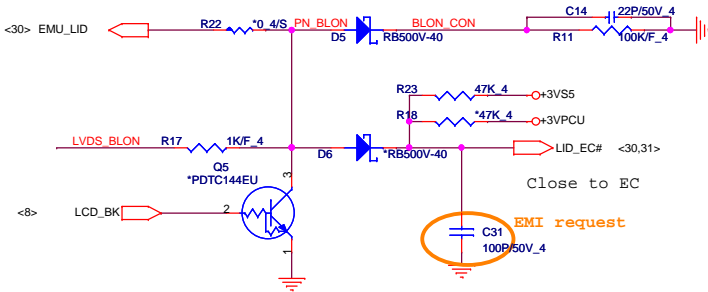 C14 22P/50V_4
R22 *0_4/S PN_BLON BLON_CON
<30> EMU_LID
D5 RB500V-40 R11 100K/F_4
R23 47K_4 +3VS5
R18 *47K_4 +3VPCU
LVDS_BLON R17 1K/F_4
D6 *RB500V-40 LID_EC# <30,31>
Q5
*PDTC144EU
3
Close to EC
<8> LCD_BK 2
EMI request
C31
100P/50V_4
1